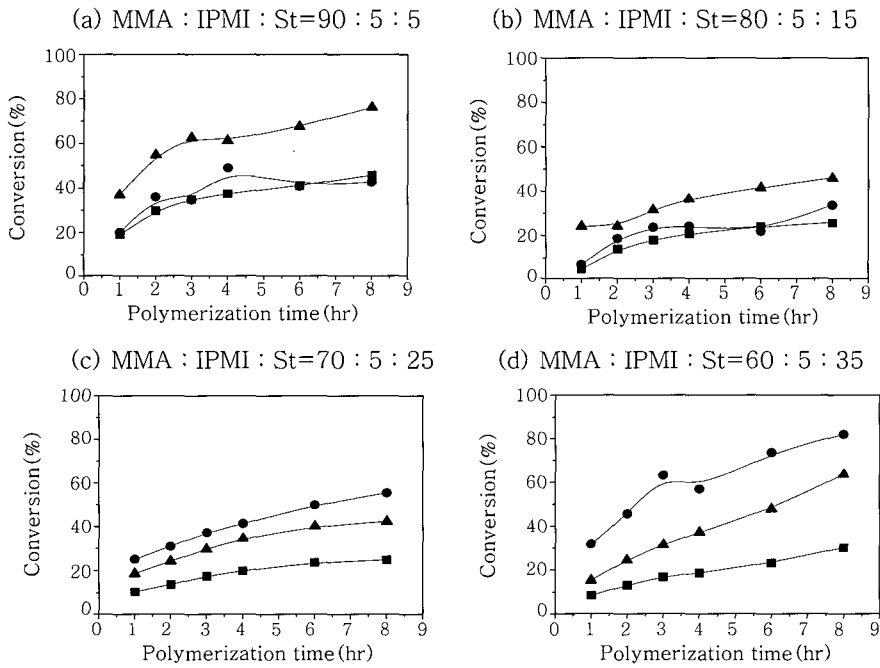 (a) MMA : IPMI : St=90 : 5 : 5
100
80
60
40
20
0
Conversion(%)
0 1 2 3 4 5 6 7 8 9
Polymerization time(hr)
(b) MMA : IPMI : St=80 : 5 : 15
100
80
60
40
20
0
Conversion(%)
0 1 2 3 4 5 6 7 8 9
Polymerization time(hr)
(c) MMA : IPMI : St=70 : 5 : 25
100
80
60
40
20
0
Conversion(%)
0 1 2 3 4 5 6 7 8 9
Polymerization time(hr)
(d) MMA : IPMI : St=60 : 5 : 35
100
80
60
40
20
0
Conversion(%)
0 1 2 3 4 5 6 7 8 9
Polymerization time(hr)